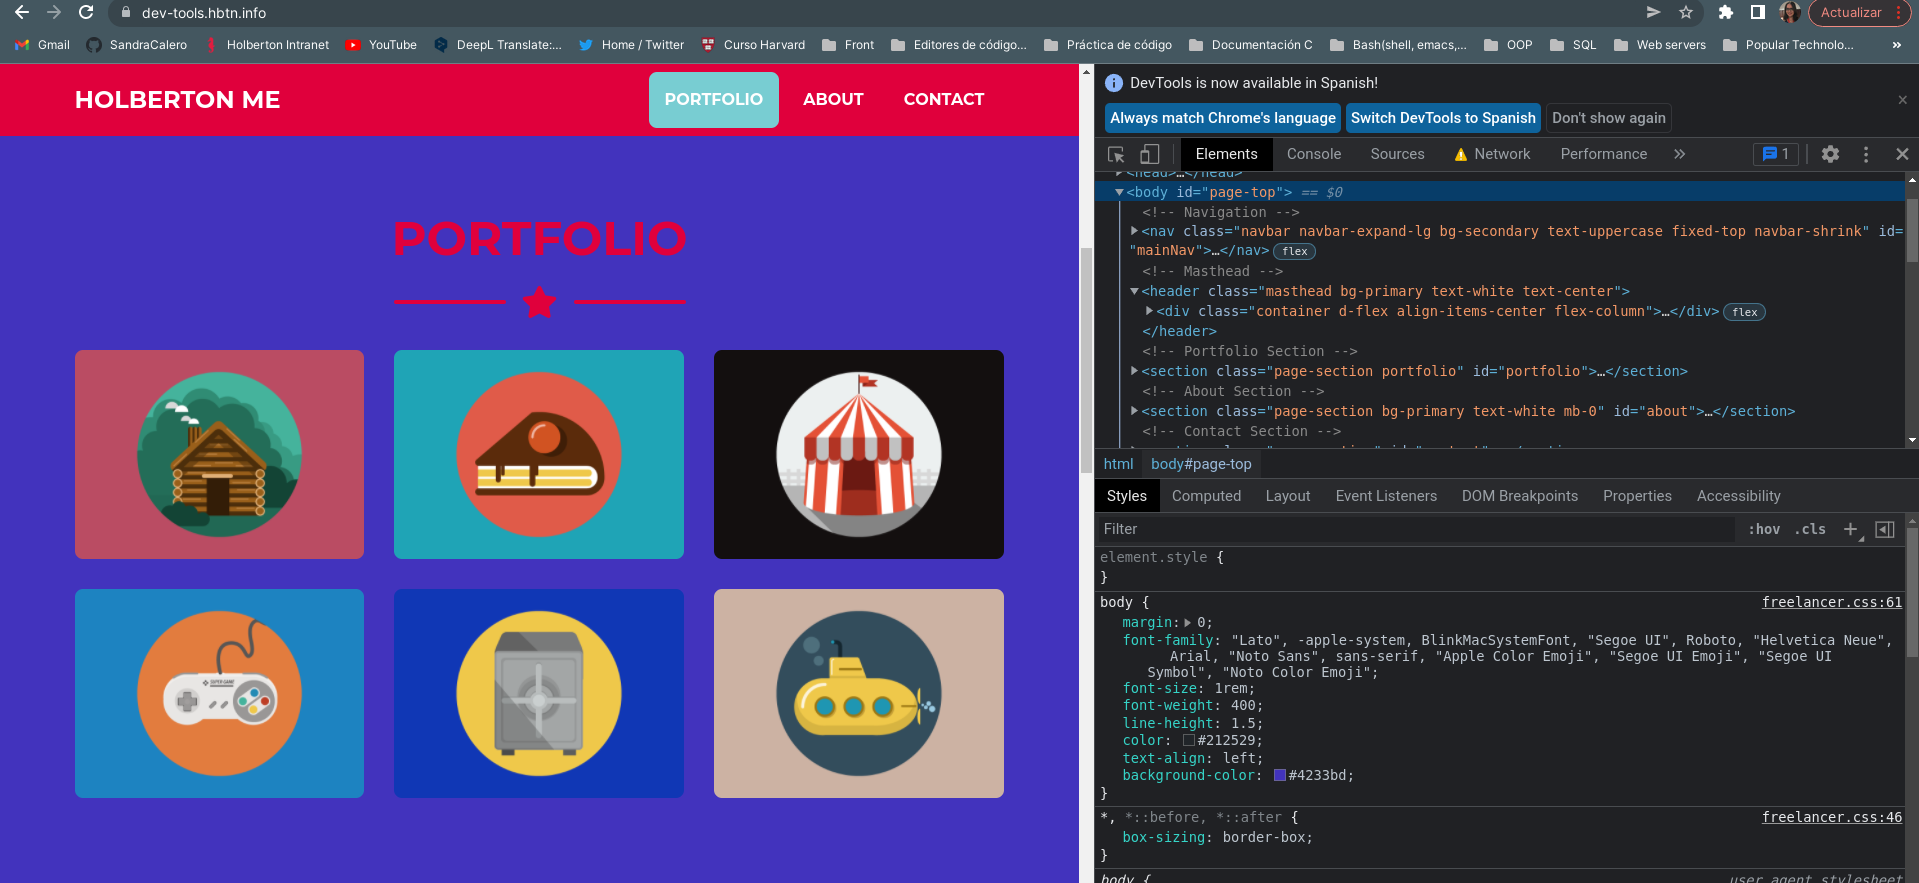 dev-tools.hbtn.info
Actualizar
Gmail SandraCalero Holberton Intranet YouTube DeepL Translate:... Home / Twitter Curso Harvard Front Editores de código... Práctica de código Documentación C Bash(shell, emacs,... OOP SQL Web servers Popular Technolo... »
HOLBERTON ME
PORTFOLIO ABOUT CONTACT
PORTFOLIO
SUPER GAME
DevTools is now available in Spanish!
Always match Chrome's language Switch DevTools to Spanish Don't show again
Elements Console Sources Network Performance » 1
<head>…</head>
<body id="page-top"> == $0
<!-- Navigation -->
<nav class="navbar navbar-expand-lg bg-secondary text-uppercase fixed-top navbar-shrink" id=
"mainNav">…</nav> flex
<!-- Masthead -->
<header class="masthead bg-primary text-white text-center">
<div class="container d-flex align-items-center flex-column">…</div> flex
</header>
<!-- Portfolio Section -->
<section class="page-section portfolio" id="portfolio">…</section>
<!-- About Section -->
<section class="page-section bg-primary text-white mb-0" id="about">…</section>
<!-- Contact Section -->
html body#page-top
Styles Computed Layout Event Listeners DOM Breakpoints Properties Accessibility
Filter :hov .cls +
element.style {
}
body { freelancer.css:61
margin: 0;
font-family: "Lato", -apple-system, BlinkMacSystemFont, "Segoe UI", Roboto, "Helvetica Neue",
Arial, "Noto Sans", sans-serif, "Apple Color Emoji", "Segoe UI Emoji", "Segoe UI
Symbol", "Noto Color Emoji";
font-size: 1rem;
font-weight: 400;
line-height: 1.5;
color: #212529;
text-align: left;
background-color: #4233bd;
}
*, *::before, *::after { freelancer.css:46
box-sizing: border-box;
}
body { user agent stylesheet